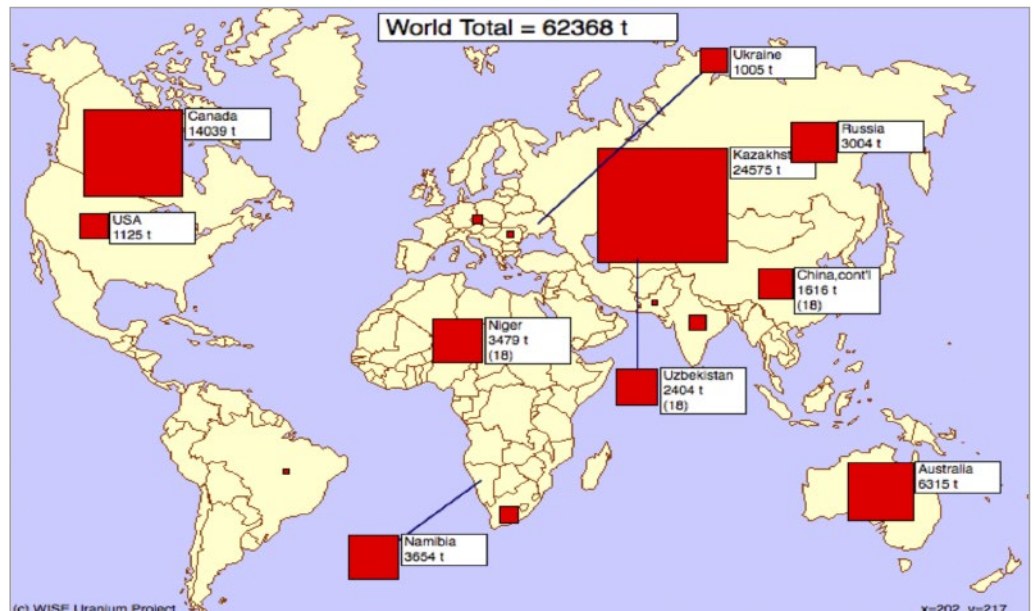 World Total = 62368 t
Ukraine
1005 t
Canada
14039 t
Russia
3004 t
Kazakhst
24575 t
USA
1125 t
China,cont'l
1616 t
(18)
Niger
3479 t
(18)
Uzbekistan
2404 t
(18)
Australia
6315 t
Namibia
3654 t
(c) WISE Uranium Project
x=202, y=217